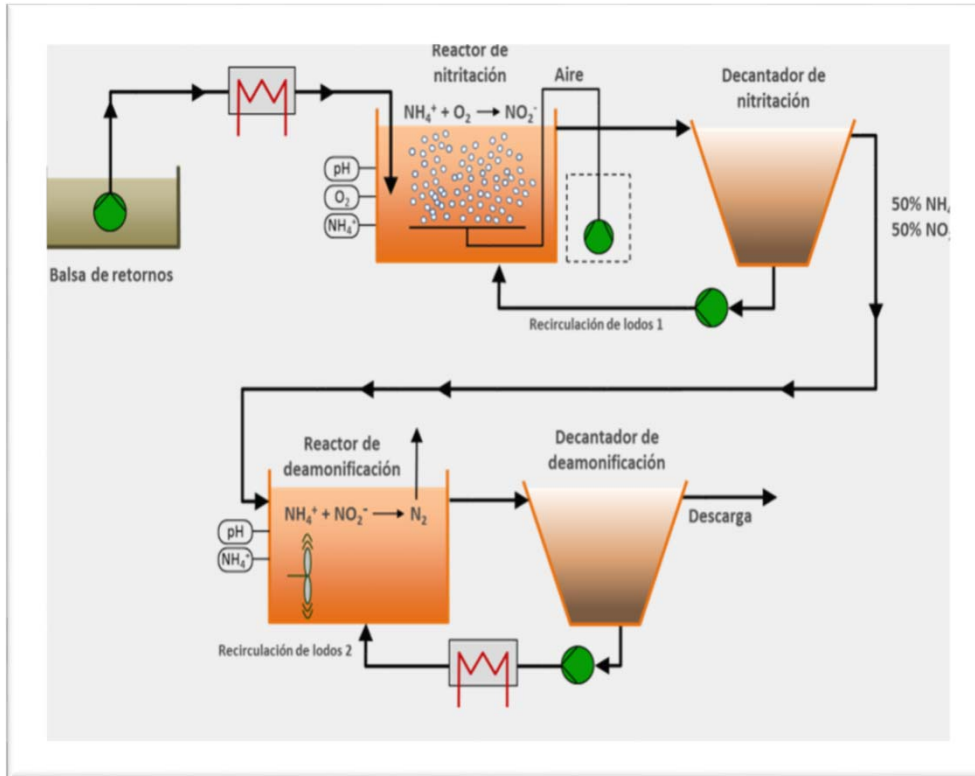 Reactor de
nitritación
Aire
Decantador de
nitritación
NH₄⁺ + O₂ → NO₂⁻
pH
O₂
NH₄⁺
50% NH₄
50% NO
Balsa de retornos
Recirculación de lodos 1
Reactor de
deamonificación
Decantador de
deamonificación
NH₄⁺ + NO₂⁻ → N₂
pH
NH₄⁺
Descarga
Recirculación de lodos 2